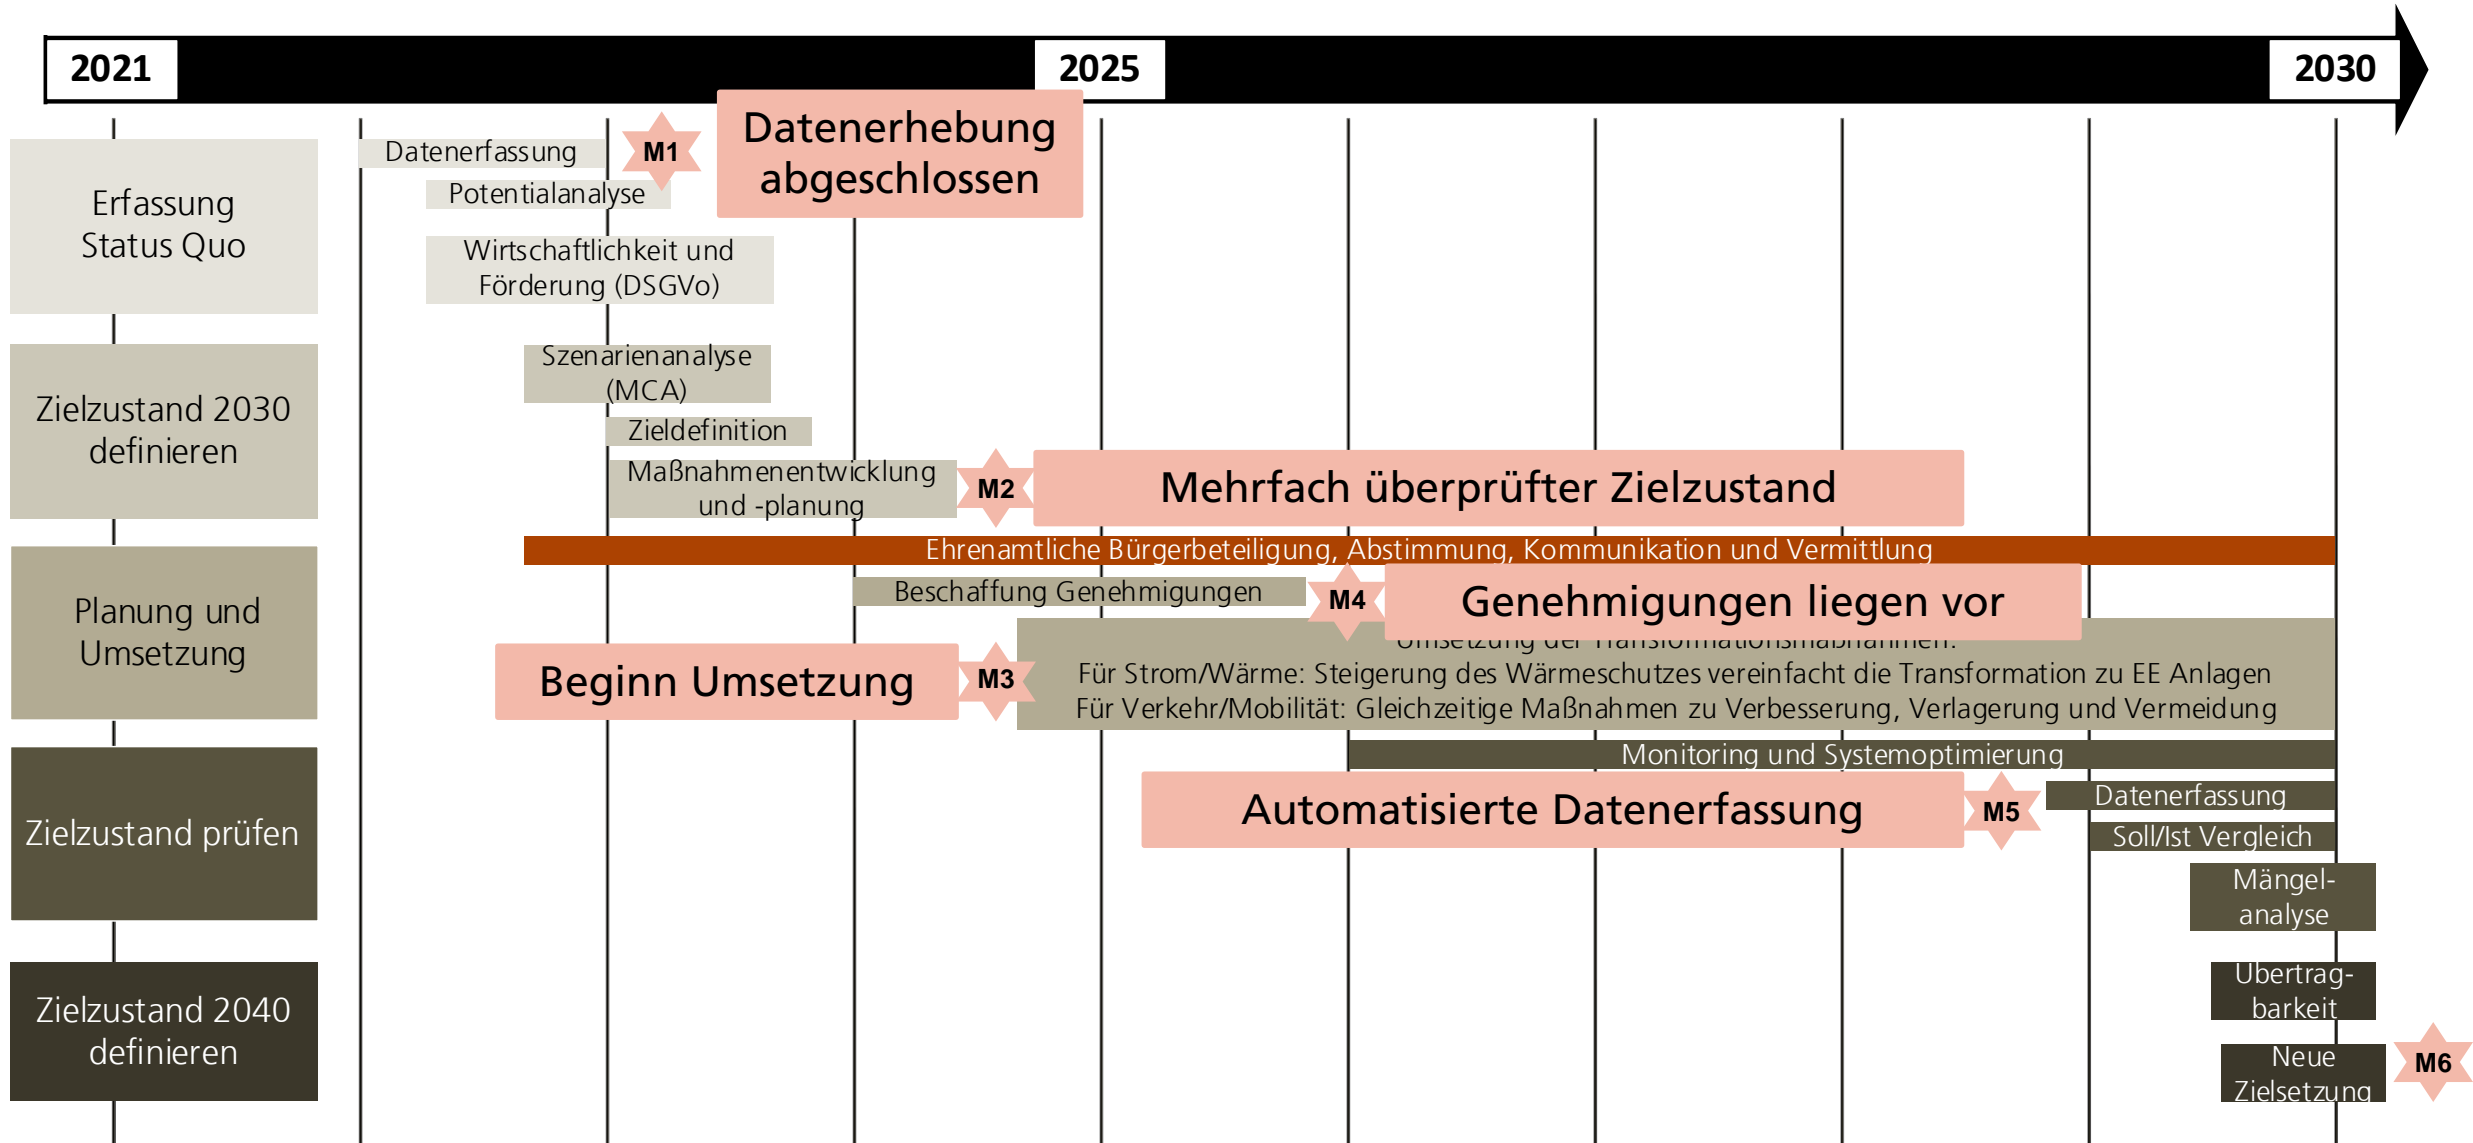 2021
2025
2030
Erfassung
Status Quo
Datenerfassung
M1
Datenerhebung
abgeschlossen
Potentialanalyse
Wirtschaftlichkeit und
Förderung (DSGVo)
Zielzustand 2030
definieren
Szenarienanalyse
(MCA)
Zieldefinition
Maßnahmenentwicklung
und -planung
M2
Mehrfach überprüfter Zielzustand
Planung und
Umsetzung
Ehrenamtliche Bürgerbeteiligung, Abstimmung, Kommunikation und Vermittlung
Beschaffung Genehmigungen
M4
Genehmigungen liegen vor
Beginn Umsetzung
M3
Umsetzung der Transformationsmaßnahmen:
Für Strom/Wärme: Steigerung des Wärmeschutzes vereinfacht die Transformation zu EE Anlagen
Für Verkehr/Mobilität: Gleichzeitige Maßnahmen zu Verbesserung, Verlagerung und Vermeidung
Zielzustand prüfen
Monitoring und Systemoptimierung
Automatisierte Datenerfassung
M5
Datenerfassung
Soll/Ist Vergleich
Mängel-
analyse
Zielzustand 2040
definieren
Übertrag-
barkeit
Neue
Zielsetzung
M6